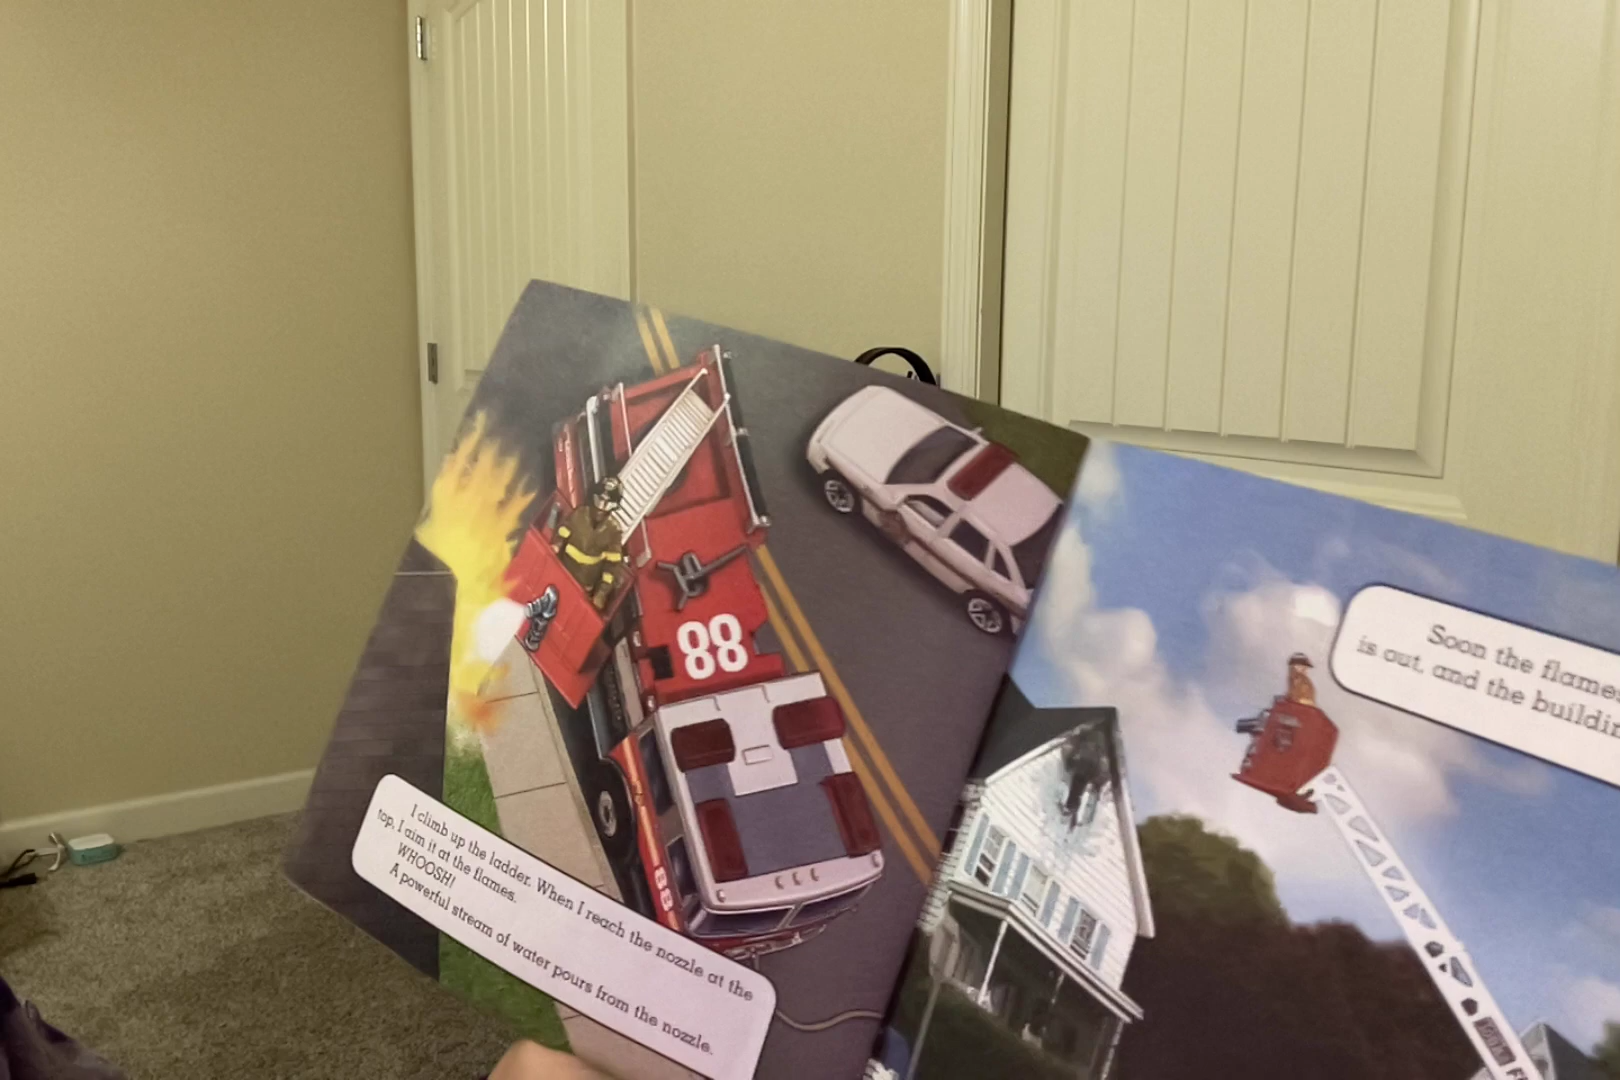 88
88
I climb up the ladder. When I reach the nozzle at the
top, I aim it at the flames.
WHOOSH!
A powerful stream of water pours from the nozzle.
Soon the flames
is out, and the